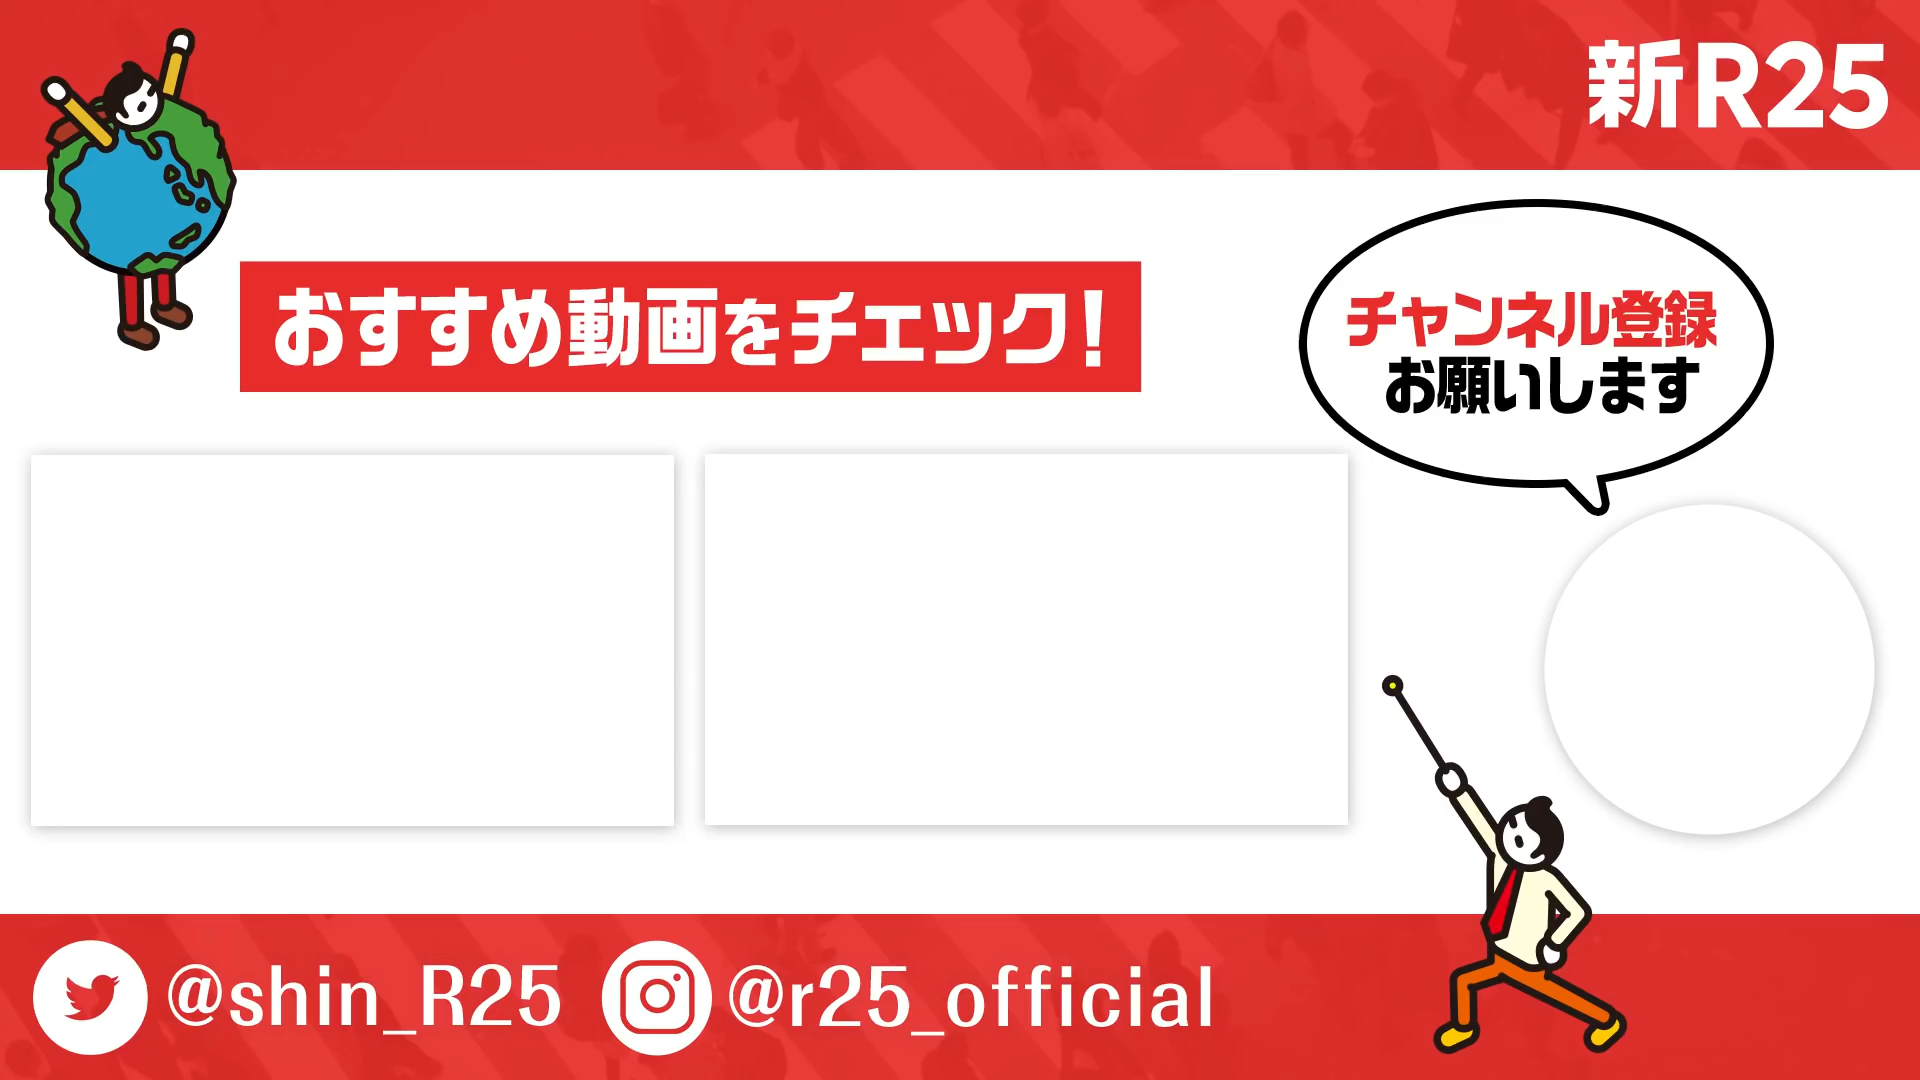 新R25
おすすめ動画をチェック!
チャンネル登録
お願いします
@shin_R25
@r25_official